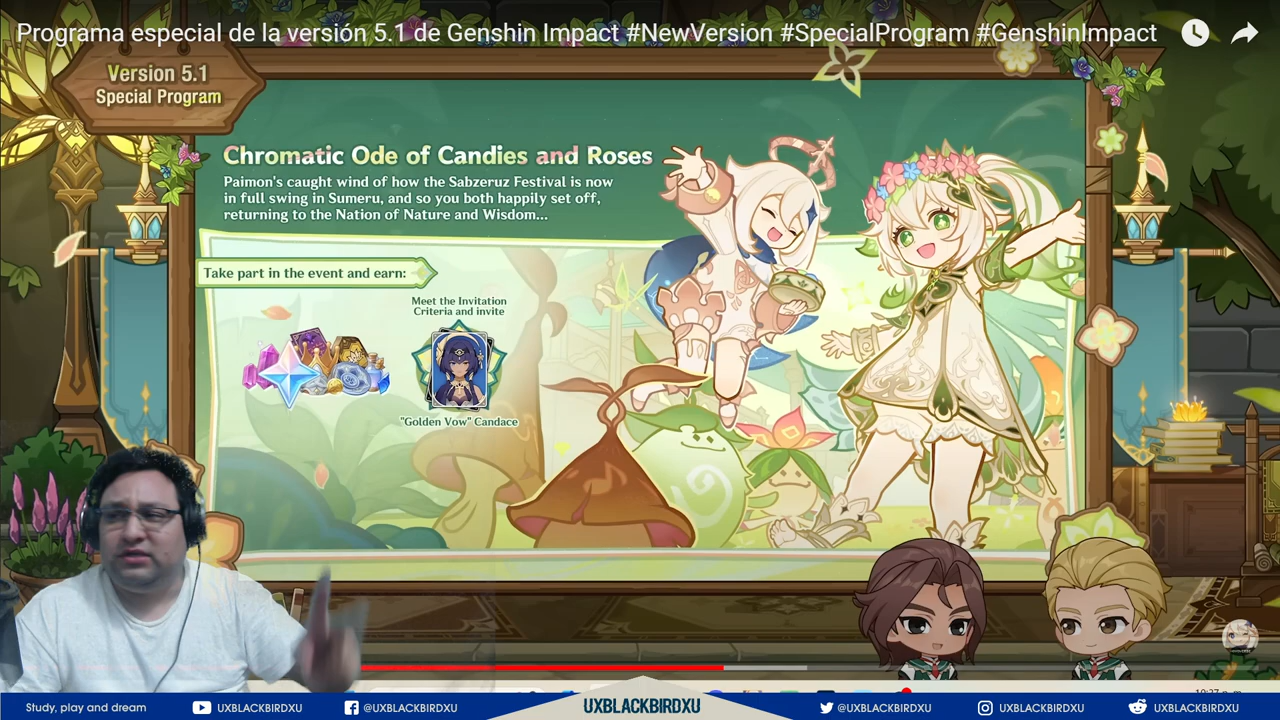 Programa especial de la versión 5.1 de Genshin Impact #NewVersion #SpecialProgram #GenshinImpact
Version 5.1
Special Program
Chromatic Ode of Candies and Roses
Paimon's caught wind of how the Sabzeruz Festival is now
in full swing in Sumeru, and so you both happily set off,
returning to the Nation of Nature and Wisdom...
Take part in the event and earn:
Meet the Invitation
Criteria and invite
"Golden Vow" Candace
Study, play and dream
UXBLACKBIRDXU
@UXBLACKBIRDXU
UXBLACKBIRDXU
@UXBLACKBIRDXU
UXBLACKBIRDXU
UXBLACKBIRDXU